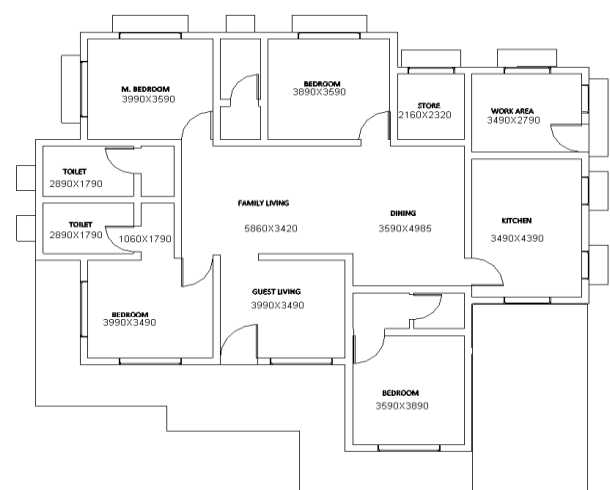 M. BEDROOM
3990X3590
BEDROOM
3890X3590
STORE
2160X2320
WORK AREA
3490X2790
TOILET
2890X1790
TOILET
2890X1790
1060X1790
FAMILY LIVING
5860X3420
DINING
3590X4985
KITCHEN
3490X4390
BEDROOM
3990X3490
GUEST LIVING
3990X3490
BEDROOM
3590X3890